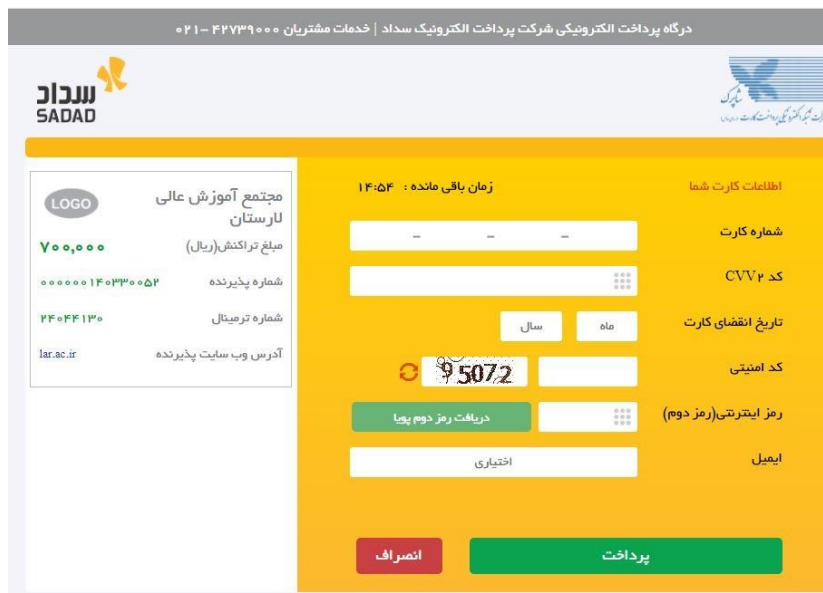 درگاه پرداخت الکترونیکی شرکت پرداخت الکترونیک سداد | خدمات مشتریان ۴۲۷۳۹۰۰۰ -۰۲۱
شاپرک
سداد
SADAD
اطلاعات کارت شما
زمان باقی مانده : ۱۴:۵۴
شماره کارت
- - -
کد CVV۲
تاریخ انقضای کارت
ماه
سال
کد امنیتی
95072
رمز اینترنتی(رمز دوم)
دریافت رمز دوم پویا
ایمیل
اختیاری
پرداخت
انصراف
LOGO
مجتمع آموزش عالی
لارستان
مبلغ تراکنش(ریال)
۷۰۰,۰۰۰
شماره پذیرنده
۰۰۰۰۰۰۱۴۰۳۳۰۰۵۲
شماره ترمینال
۲۴۰۴۴۱۳۰
آدرس وب سایت پذیرنده
lar.ac.ir